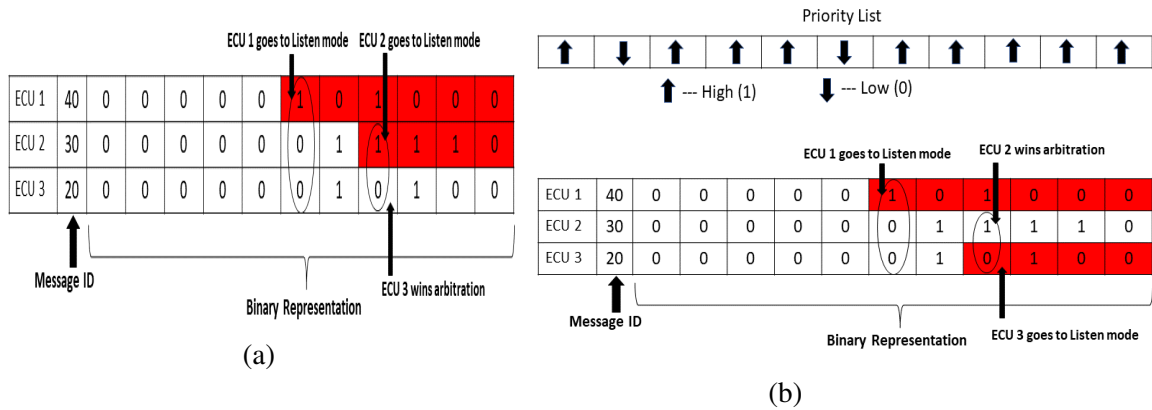 ECU 1 goes to Listen mode
ECU 2 goes to Listen mode
ECU 1 40 0 0 0 0 0 1 0 1 0 0 0
ECU 2 30 0 0 0 0 0 0 1 1 1 1 0
ECU 3 20 0 0 0 0 0 0 1 0 1 0 0
Message ID
ECU 3 wins arbitration
Binary Representation
(a)
Priority List
--- High (1)
--- Low (0)
ECU 1 goes to Listen mode
ECU 2 wins arbitration
ECU 1 40 0 0 0 0 0 1 0 1 0 0 0
ECU 2 30 0 0 0 0 0 0 1 1 1 1 0
ECU 3 20 0 0 0 0 0 0 1 0 1 0 0
Message ID
Binary Representation
ECU 3 goes to Listen mode
(b)